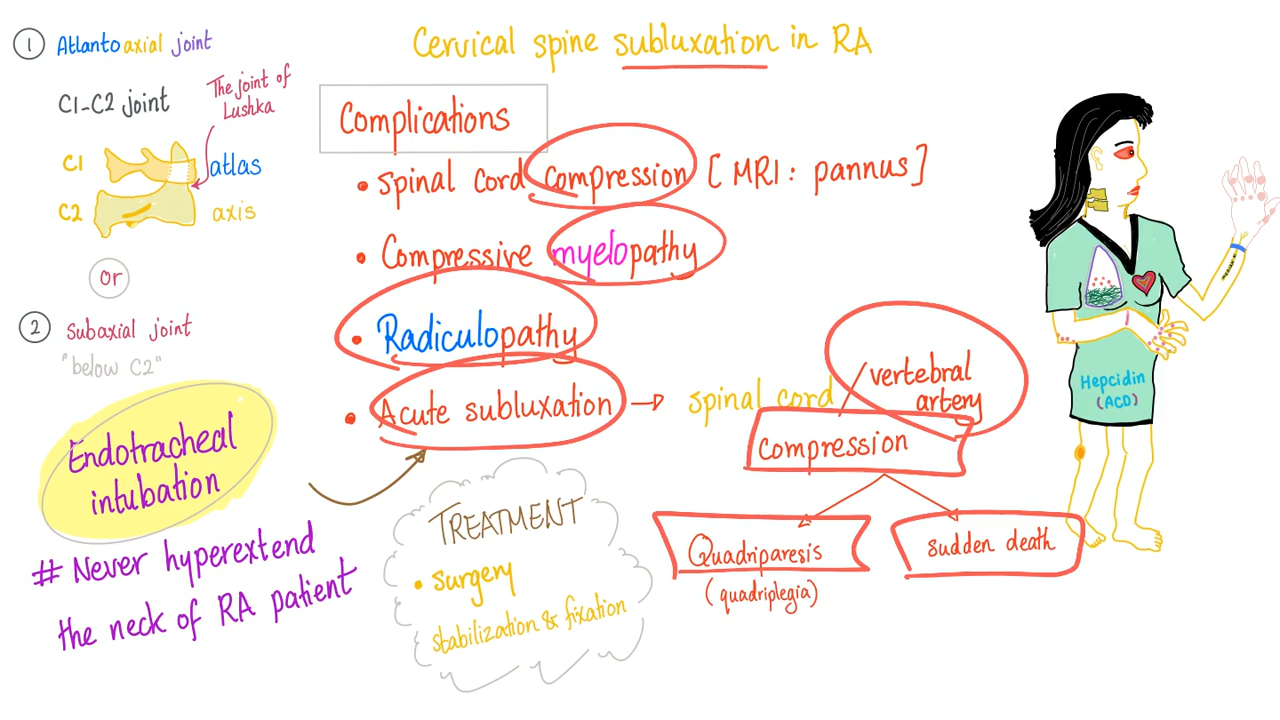 Cervical spine subluxation in RA
1 Atlantoaxial joint
C1-C2 joint
The joint of
Lushka
C1
atlas
C2
axis
or
2 Subaxial joint
"below C2"
Endotracheal
intubation
# Never hyperextend
the neck of RA patient
Complications
• Spinal Cord Compression [MRI: pannus]
• Compressive myelopathy
• Radiculopathy
• Acute subluxation → spinal cord / vertebral
artery
Compression
Quadriparesis
(quadriplegia)
sudden death
TREATMENT
• surgery
stabilization & fixation
Hepcidin
(ACD)